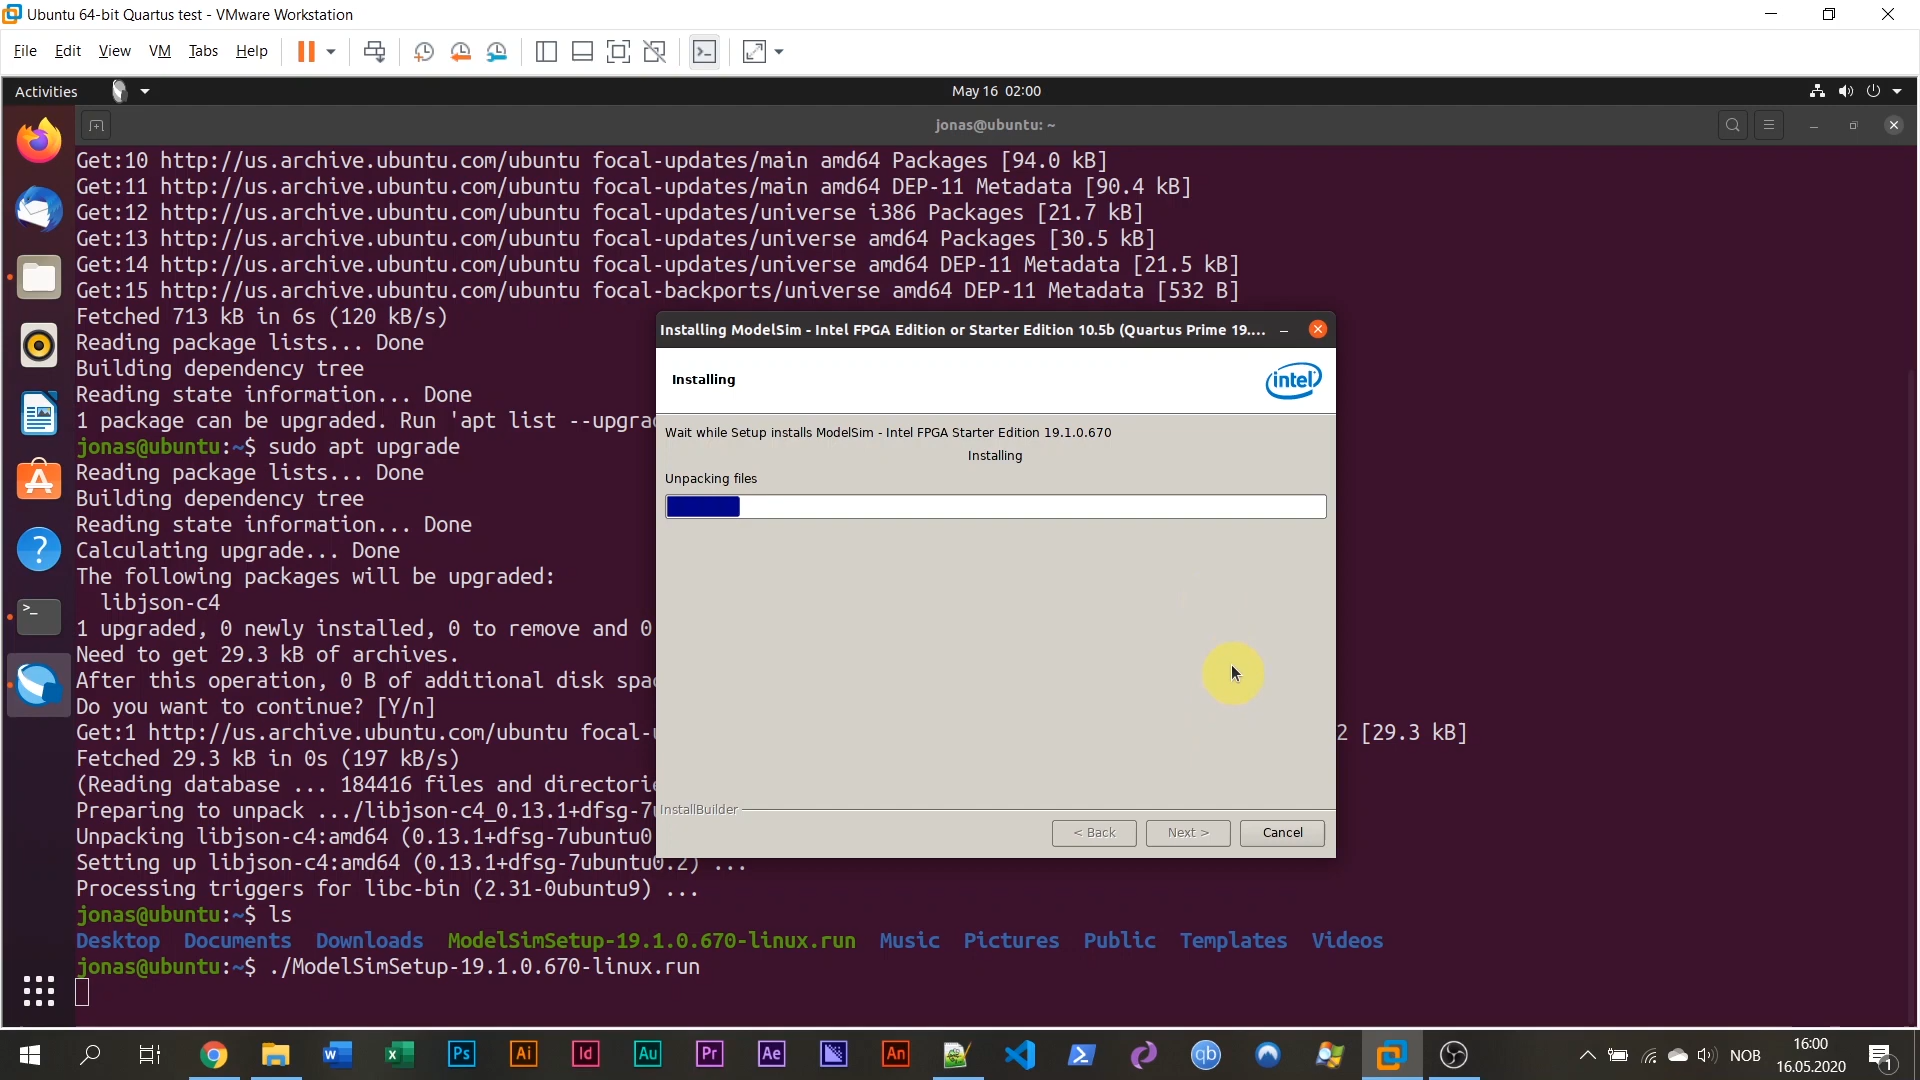 Ubuntu 64-bit Quartus test - VMware Workstation
File Edit View VM Tabs Help
Activities
May 16 02:00
jonas@ubuntu: ~
Get:10 http://us.archive.ubuntu.com/ubuntu focal-updates/main amd64 Packages [94.0 kB]
Get:11 http://us.archive.ubuntu.com/ubuntu focal-updates/main amd64 DEP-11 Metadata [90.4 kB]
Get:12 http://us.archive.ubuntu.com/ubuntu focal-updates/universe i386 Packages [21.7 kB]
Get:13 http://us.archive.ubuntu.com/ubuntu focal-updates/universe amd64 Packages [30.5 kB]
Get:14 http://us.archive.ubuntu.com/ubuntu focal-updates/universe amd64 DEP-11 Metadata [21.5 kB]
Get:15 http://us.archive.ubuntu.com/ubuntu focal-backports/universe amd64 DEP-11 Metadata [532 B]
Fetched 713 kB in 6s (120 kB/s)
Reading package lists... Done
Building dependency tree
Reading state information... Done
1 package can be upgraded. Run 'apt list --upgra
jonas@ubuntu:~$ sudo apt upgrade
Reading package lists... Done
Building dependency tree
Reading state information... Done
Calculating upgrade... Done
The following packages will be upgraded:
libjson-c4
1 upgraded, 0 newly installed, 0 to remove and 0
Need to get 29.3 kB of archives.
After this operation, 0 B of additional disk spa
Do you want to continue? [Y/n]
Get:1 http://us.archive.ubuntu.com/ubuntu focal- 2 [29.3 kB]
Fetched 29.3 kB in 0s (197 kB/s)
(Reading database ... 184416 files and directori
Preparing to unpack .../libjson-c4_0.13.1+dfsg-7
Unpacking libjson-c4:amd64 (0.13.1+dfsg-7ubuntu0
Setting up libjson-c4:amd64 (0.13.1+dfsg-7ubuntu0.2) ...
Processing triggers for libc-bin (2.31-0ubuntu9) ...
jonas@ubuntu:~$ ls
Desktop Documents Downloads ModelSimSetup-19.1.0.670-linux.run Music Pictures Public Templates Videos
jonas@ubuntu:~$ ./ModelSimSetup-19.1.0.670-linux.run
Installing ModelSim - Intel FPGA Edition or Starter Edition 10.5b (Quartus Prime 19....
Installing
intel
Wait while Setup installs ModelSim - Intel FPGA Starter Edition 19.1.0.670
Installing
Unpacking files
InstallBuilder
< Back Next > Cancel
Ps Ai Id Au Pr Ae An qb
NOB
16:00
16.05.2020
1